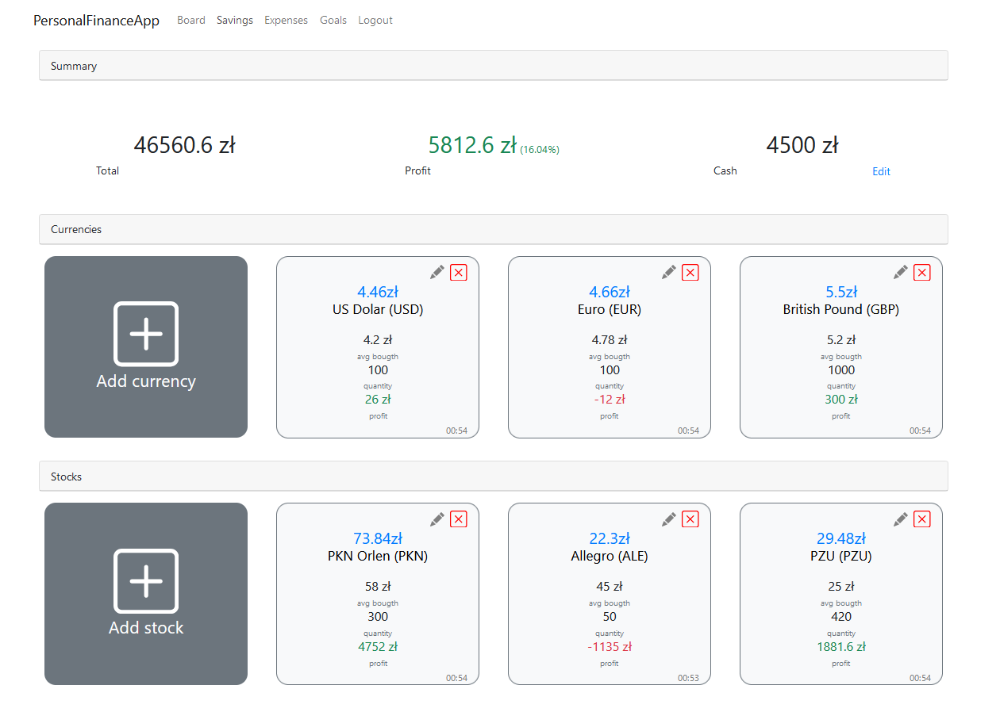 PersonalFinanceApp Board Savings Expenses Goals Logout
Summary
46560.6 zł
Total
5812.6 zł (16.04%)
Profit
4500 zł
Cash Edit
Currencies
Add currency
4.46zł
US Dolar (USD)
4.2 zł
avg bougth
100
quantity
26 zł
profit
00:54
4.66zł
Euro (EUR)
4.78 zł
avg bougth
100
quantity
-12 zł
profit
00:54
5.5zł
British Pound (GBP)
5.2 zł
avg bougth
1000
quantity
300 zł
profit
00:54
Stocks
Add stock
73.84zł
PKN Orlen (PKN)
58 zł
avg bougth
300
quantity
4752 zł
profit
00:54
22.3zł
Allegro (ALE)
45 zł
avg bougth
50
quantity
-1135 zł
profit
00:53
29.48zł
PZU (PZU)
25 zł
avg bougth
420
quantity
1881.6 zł
profit
00:54